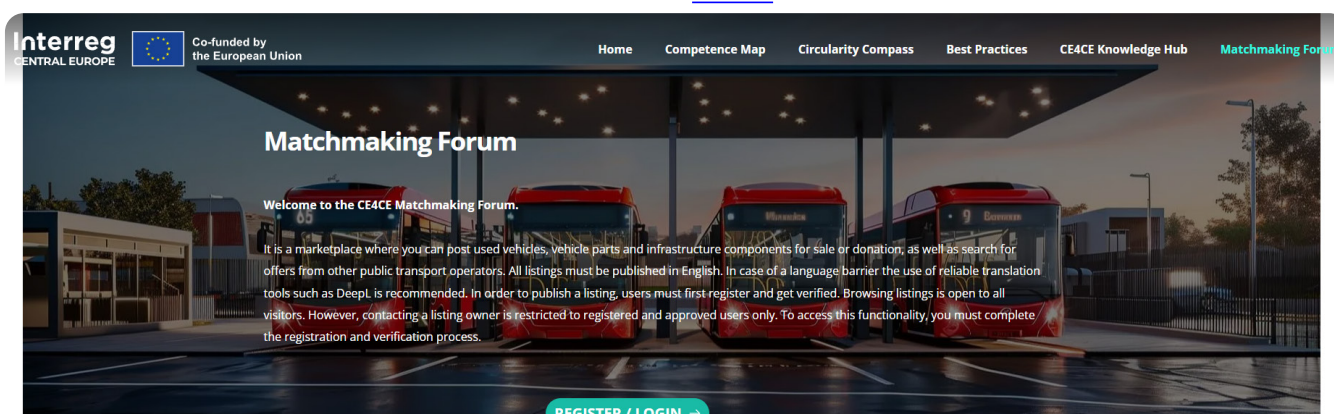 Interreg
CENTRAL EUROPE
Co-funded by
the European Union
Home Competence Map Circularity Compass Best Practices CE4CE Knowledge Hub Matchmaking Forum
Matchmaking Forum
Welcome to the CE4CE Matchmaking Forum.
It is a marketplace where you can post used vehicles, vehicle parts and infrastructure components for sale or donation, as well as search for
offers from other public transport operators. All listings must be published in English. In case of a language barrier the use of reliable translation
tools such as DeepL is recommended. In order to publish a listing, users must first register and get verified. Browsing listings is open to all
visitors. However, contacting a listing owner is restricted to registered and approved users only. To access this functionality, you must complete
the registration and verification process.
REGISTER / LOGIN →